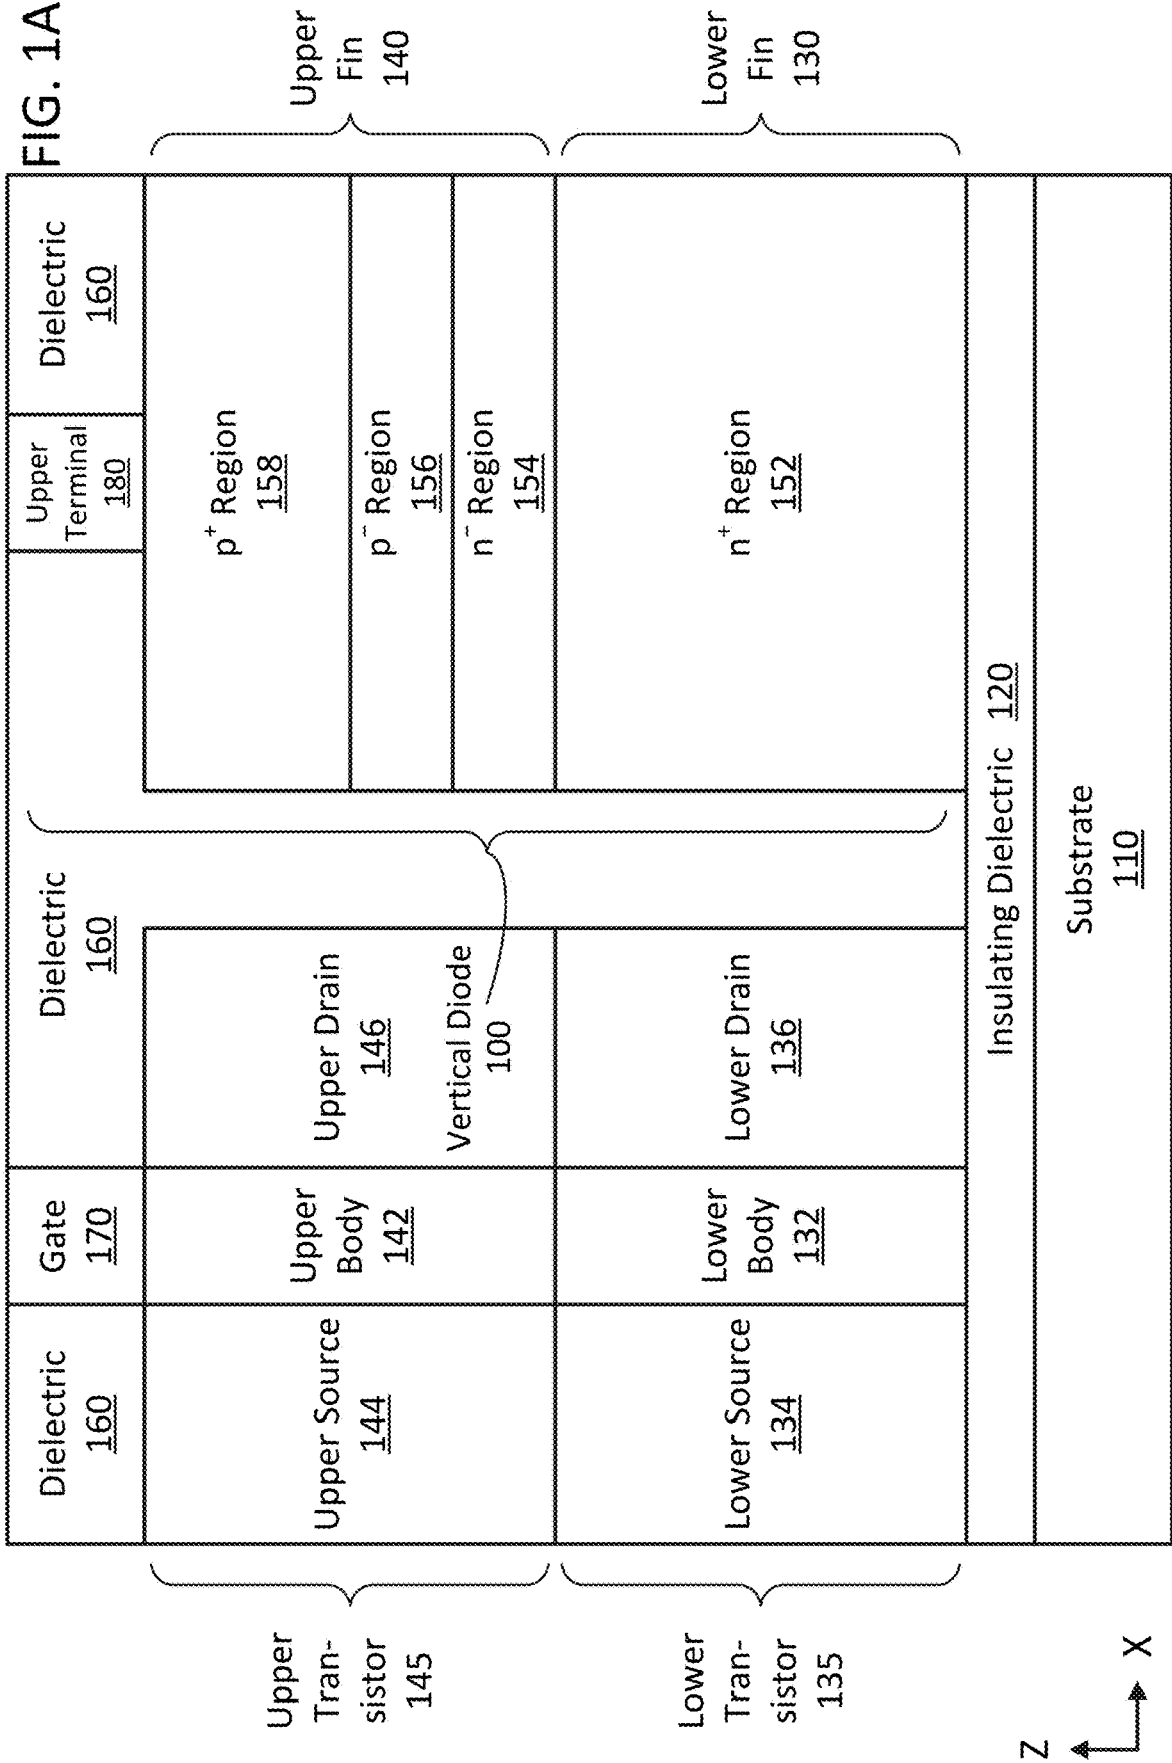 FIG. 1A
Dielectric
160
Gate
170
Dielectric
160
Upper
Terminal
180
Dielectric
160
Upper
Tran-
sistor
145
Upper Source
144
Upper
Body
142
Upper Drain
146
Vertical Diode
100
p+ Region
158
p- Region
156
n- Region
154
Upper
Fin
140
Lower
Tran-
sistor
135
Lower Source
134
Lower
Body
132
Lower Drain
136
n+ Region
152
Lower
Fin
130
Insulating Dielectric 120
Substrate
110
Z
X